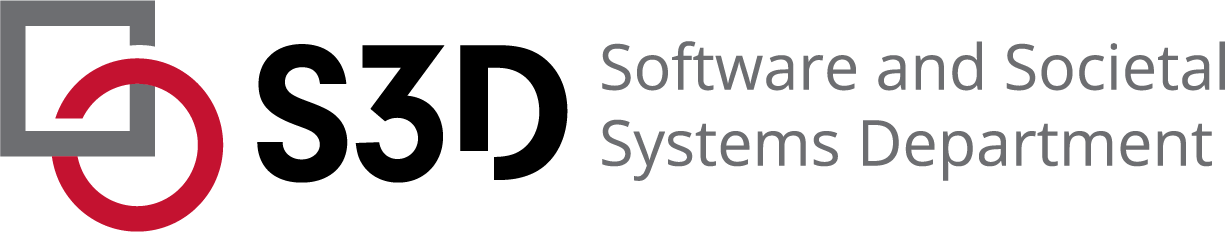 S3D
Software and Societal
Systems Department